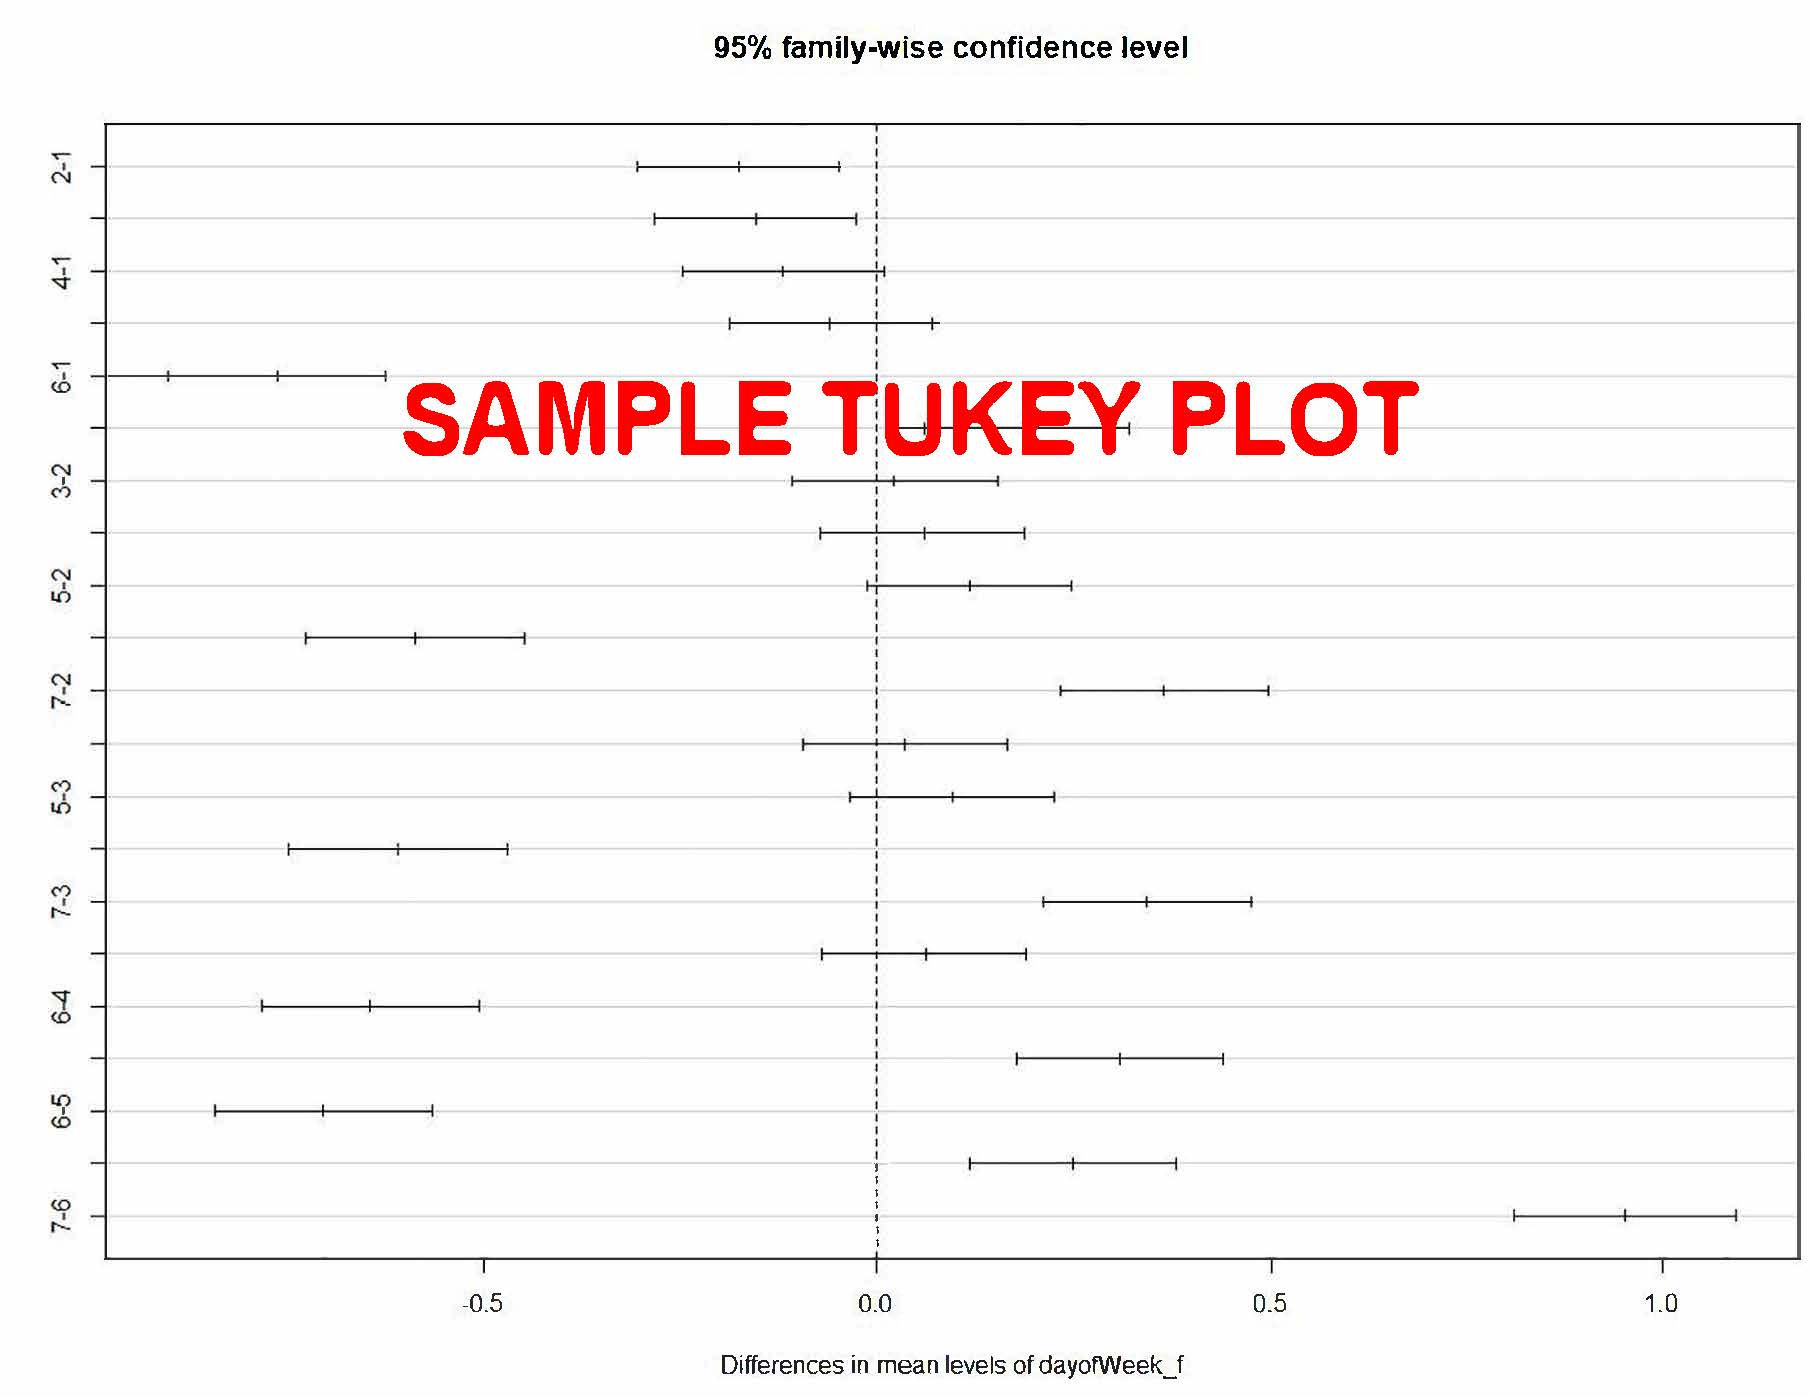 95% family-wise confidence level
2-1
4-1
6-1
SAMPLE TUKEY PLOT
3-2
5-2
7-2
5-3
7-3
6-4
6-5
7-6
-0.5 0.0 0.5 1.0
Differences in mean levels of dayofWeek_f